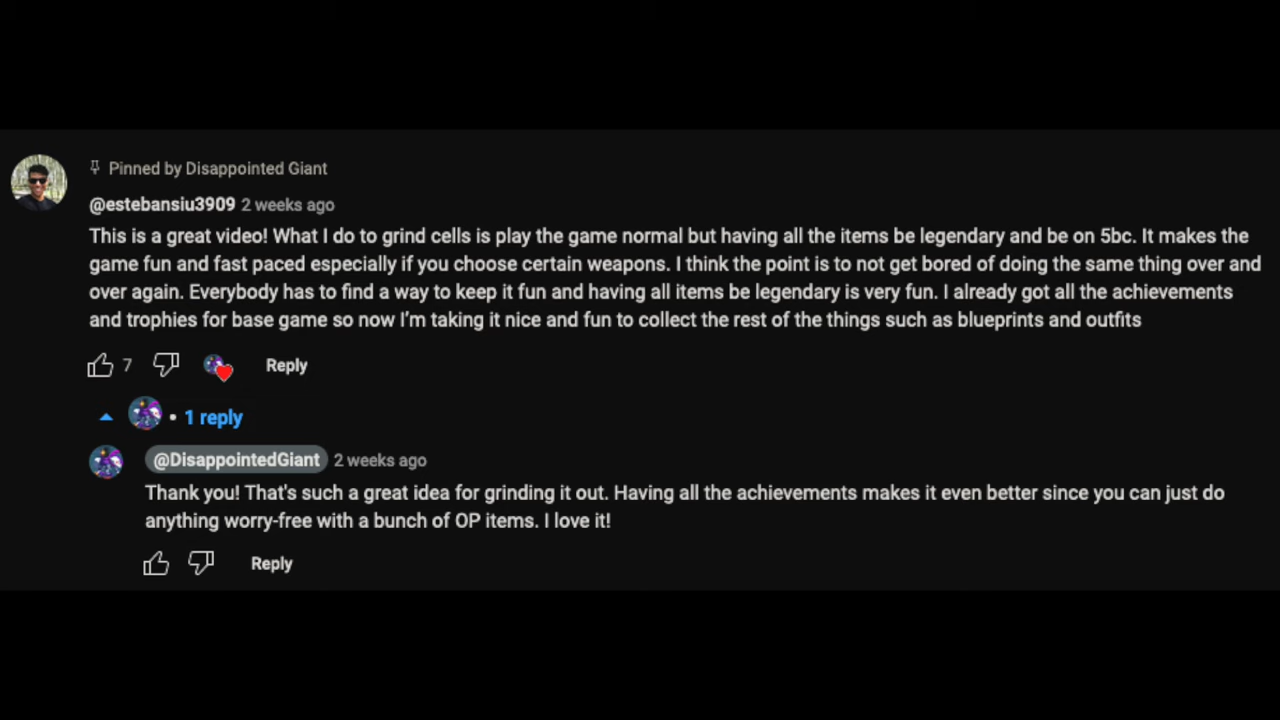 Pinned by Disappointed Giant
@estebansiu3909 2 weeks ago
This is a great video! What I do to grind cells is play the game normal but having all the items be legendary and be on 5bc. It makes the
game fun and fast paced especially if you choose certain weapons. I think the point is to not get bored of doing the same thing over and
over again. Everybody has to find a way to keep it fun and having all items be legendary is very fun. I already got all the achievements
and trophies for base game so now I’m taking it nice and fun to collect the rest of the things such as blueprints and outfits
7 Reply
• 1 reply
@DisappointedGiant 2 weeks ago
Thank you! That's such a great idea for grinding it out. Having all the achievements makes it even better since you can just do
anything worry-free with a bunch of OP items. I love it!
Reply